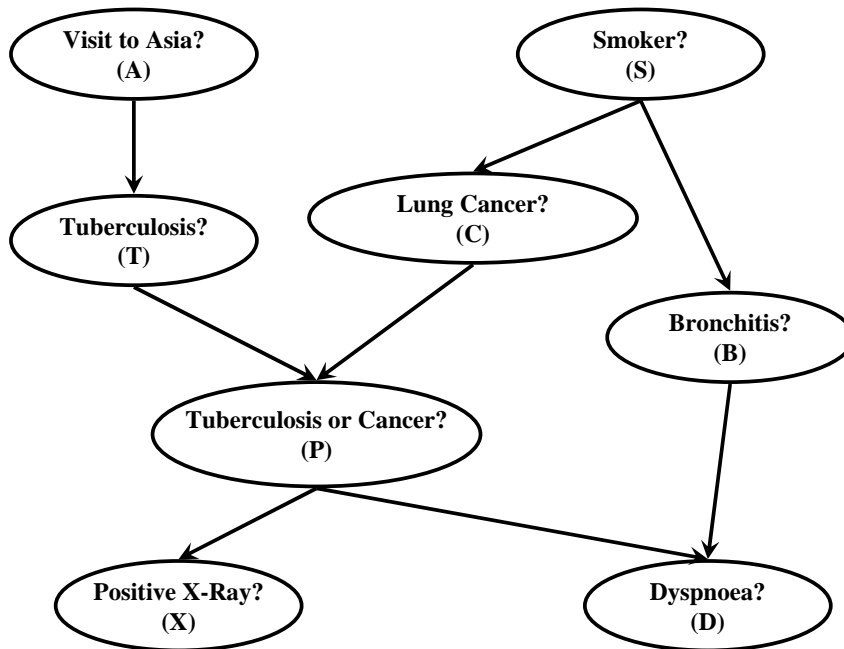 Visit to Asia?
(A)
Smoker?
(S)
Lung Cancer?
(C)
Tuberculosis?
(T)
Bronchitis?
(B)
Tuberculosis or Cancer?
(P)
Positive X-Ray?
(X)
Dyspnoea?
(D)